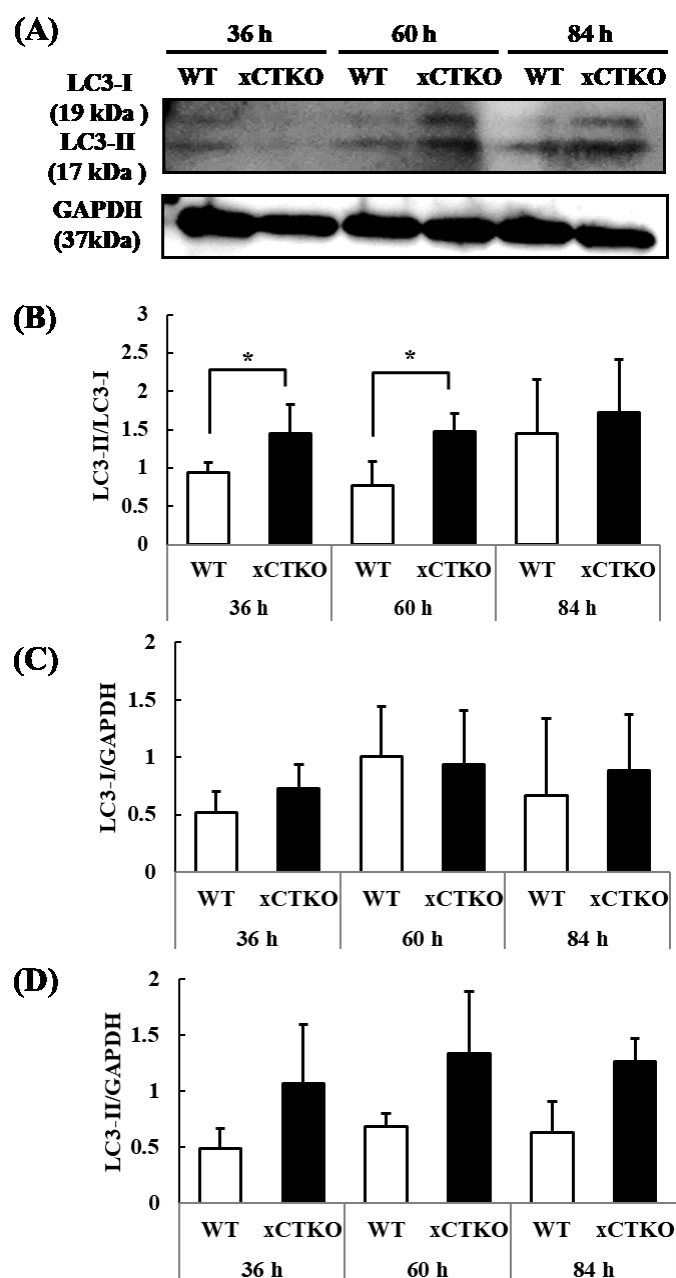 (A)
36 h 60 h 84 h
WT xCTKO WT xCTKO WT xCTKO
LC3-I
(19 kDa )
LC3-II
(17 kDa )
GAPDH
(37kDa)
(B)
LC3-II/LC3-I
3
2.5
2
1.5
1
0.5
0
* *
WT xCTKO WT xCTKO WT xCTKO
36 h 60 h 84 h
(C)
LC3-I/GAPDH
2
1.5
1
0.5
0
WT xCTKO WT xCTKO WT xCTKO
36 h 60 h 84 h
(D)
LC3-II/GAPDH
2
1.5
1
0.5
0
WT xCTKO WT xCTKO WT xCTKO
36 h 60 h 84 h